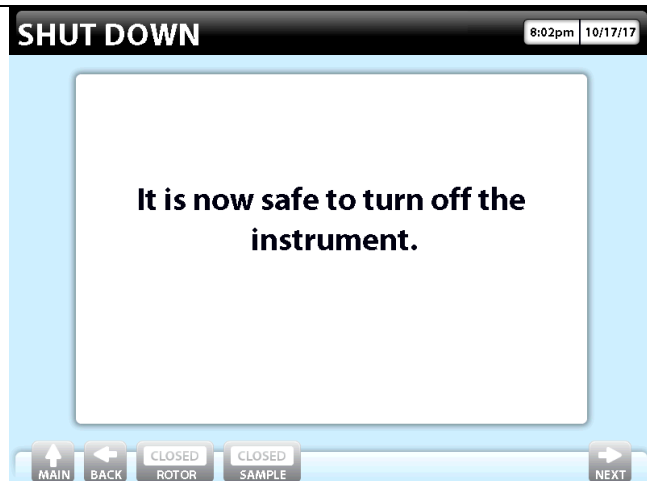 SHUT DOWN
8:02pm 10/17/17
It is now safe to turn off the
instrument.
CLOSED CLOSED
MAIN BACK ROTOR SAMPLE NEXT